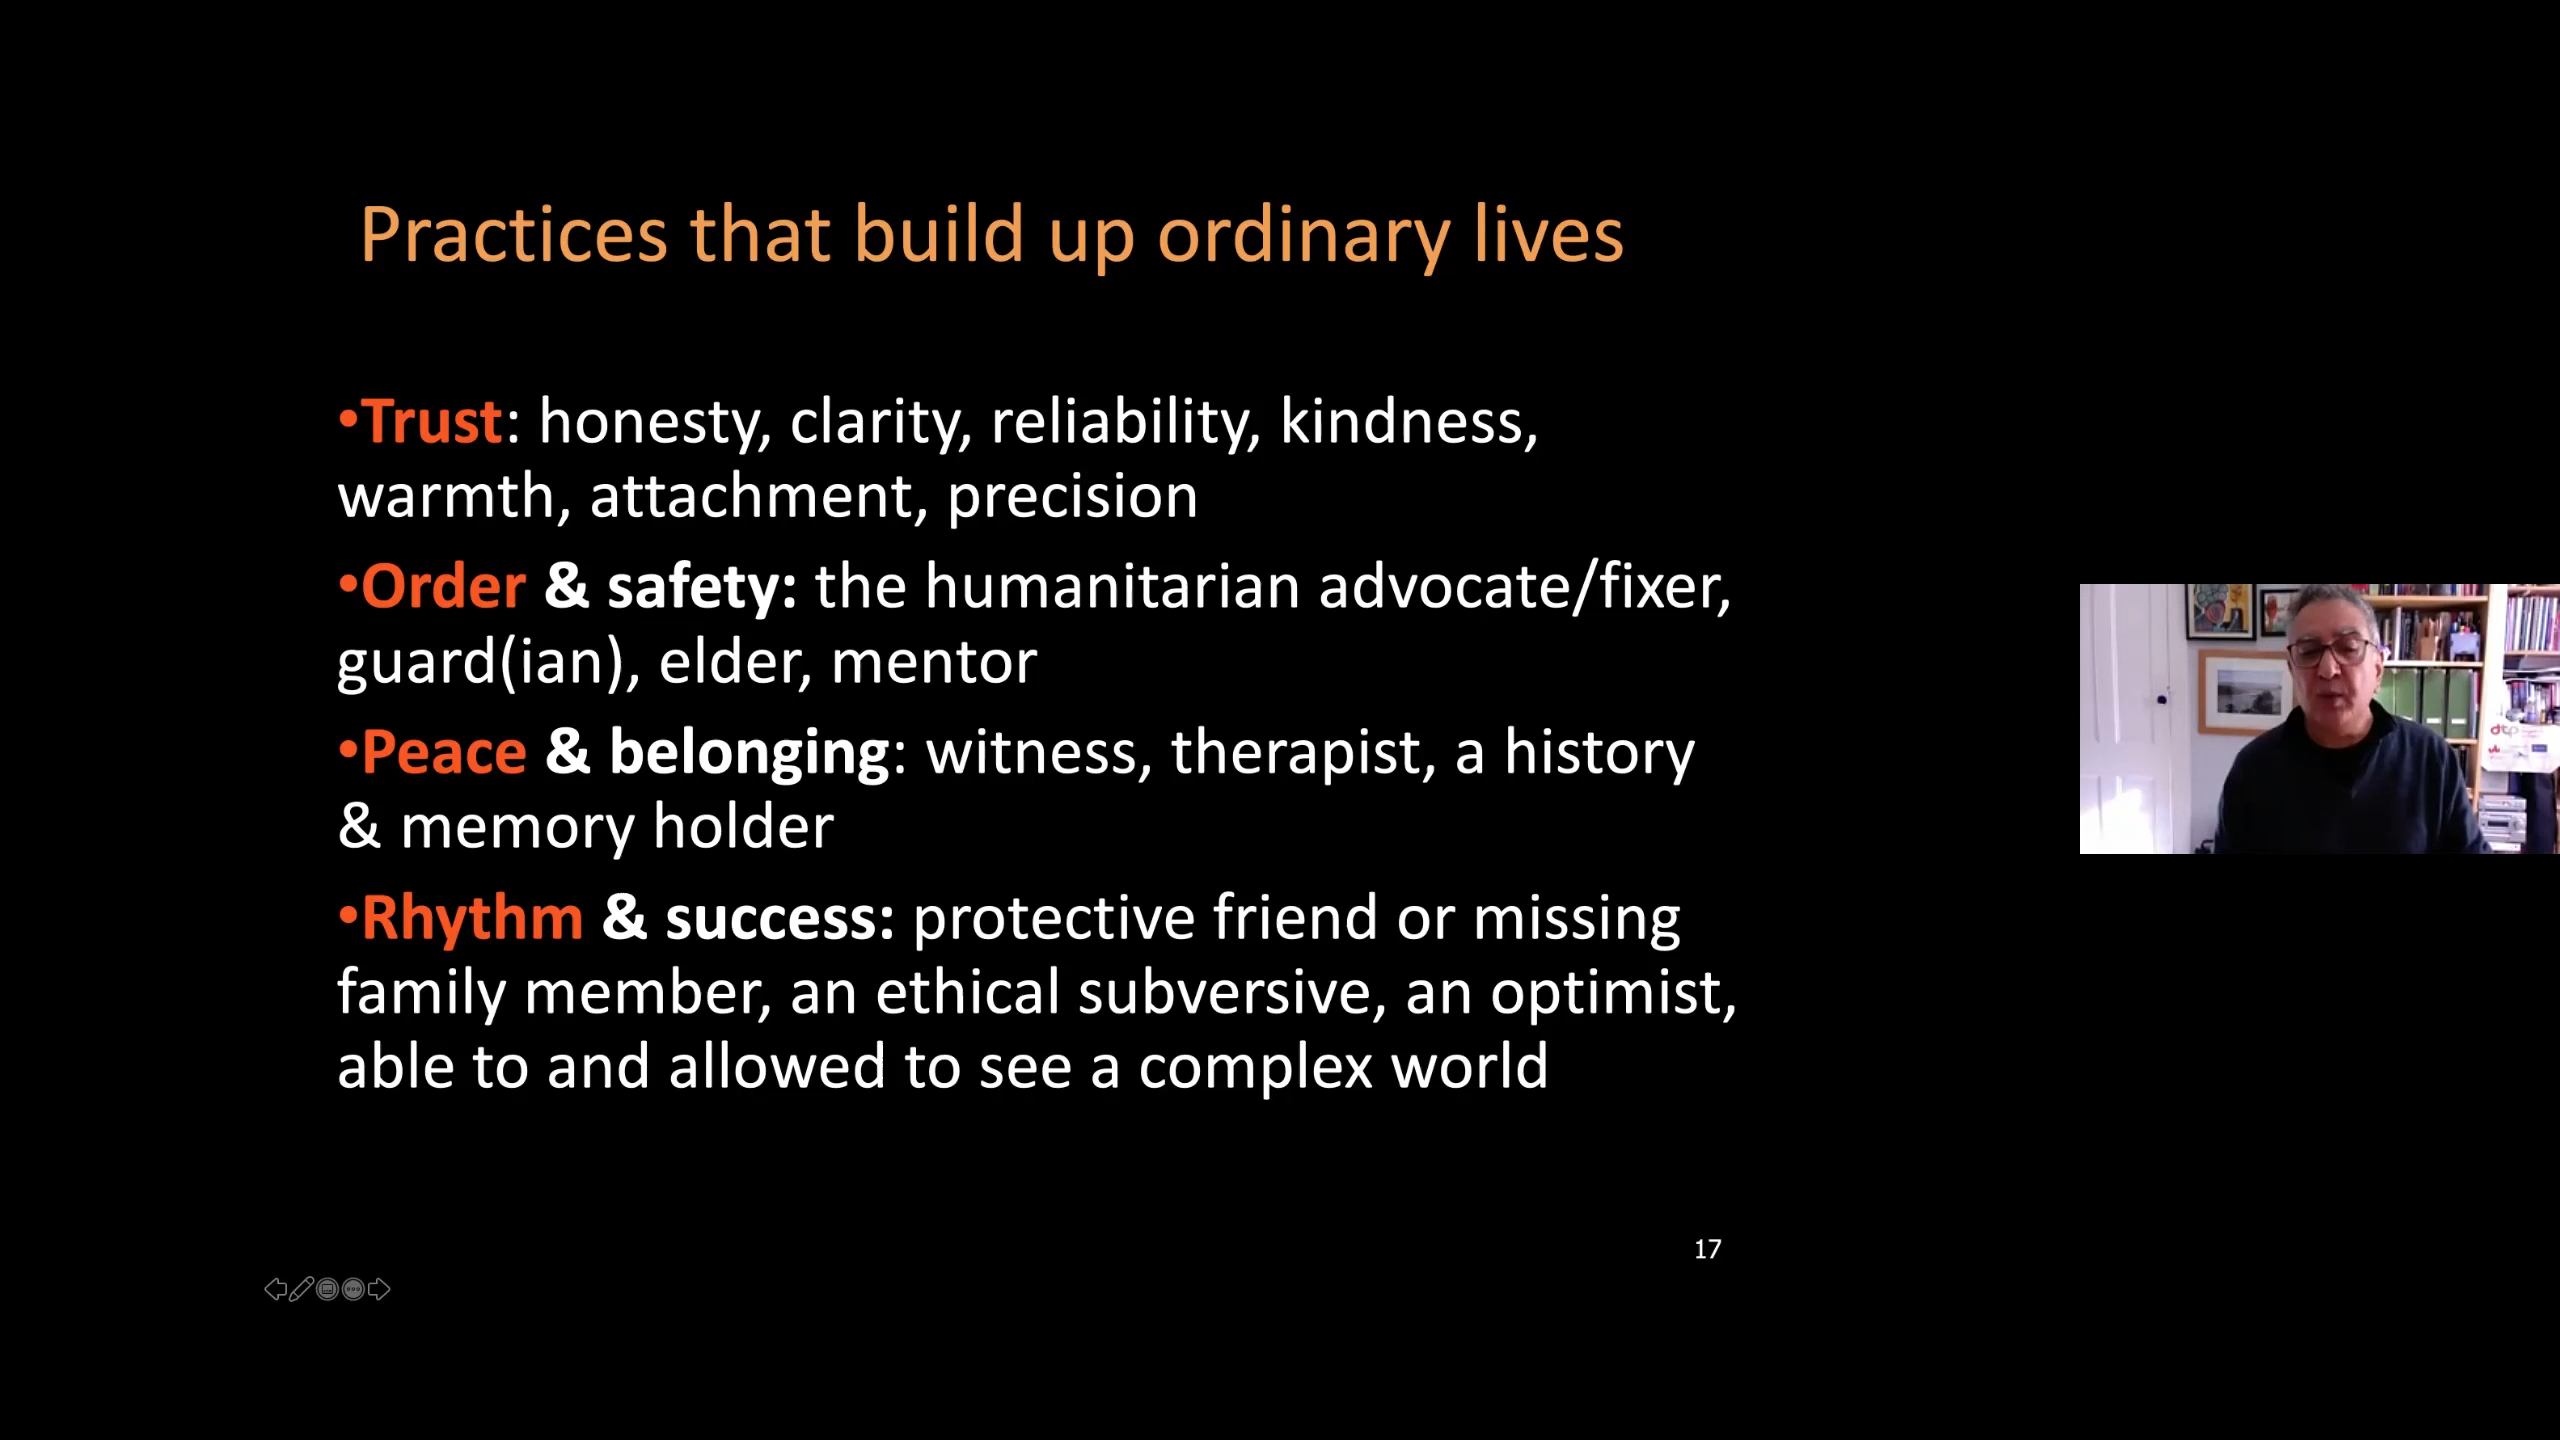 Practices that build up ordinary lives
•Trust: honesty, clarity, reliability, kindness,
warmth, attachment, precision
•Order & safety: the humanitarian advocate/fixer,
guard(ian), elder, mentor
•Peace & belonging: witness, therapist, a history
& memory holder
•Rhythm & success: protective friend or missing
family member, an ethical subversive, an optimist,
able to and allowed to see a complex world
17
dtp